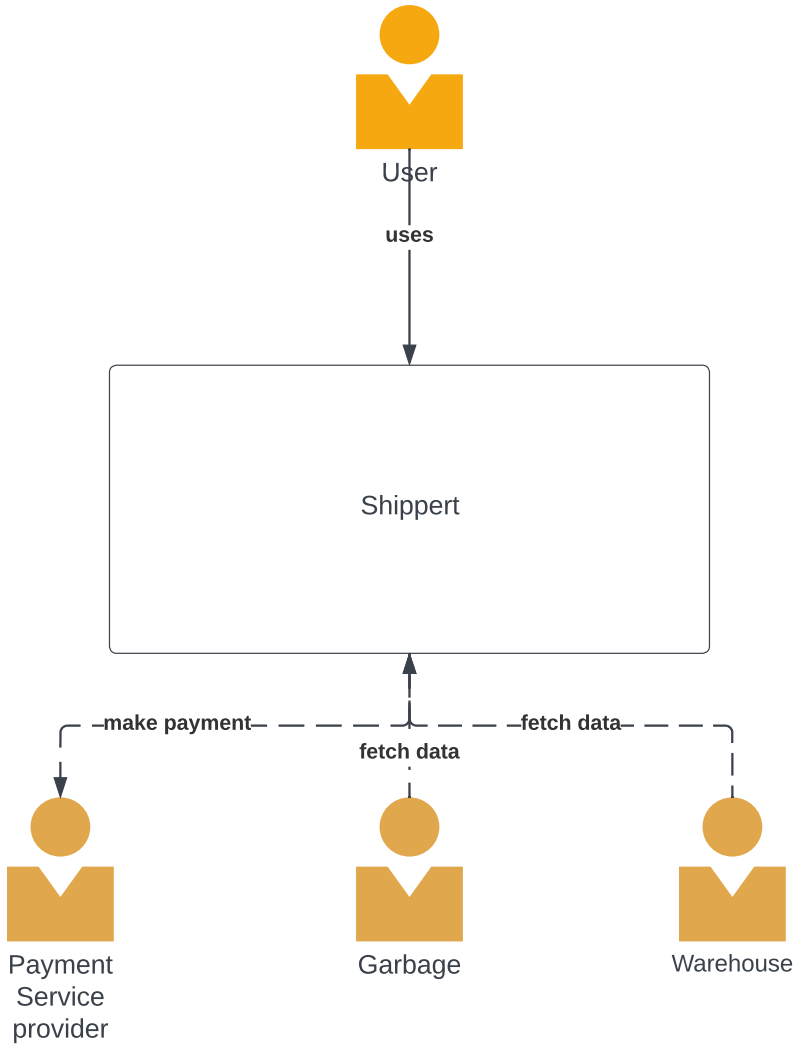 User
uses
Shippert
make payment
fetch data
fetch data
Payment
Service
provider
Garbage
Warehouse